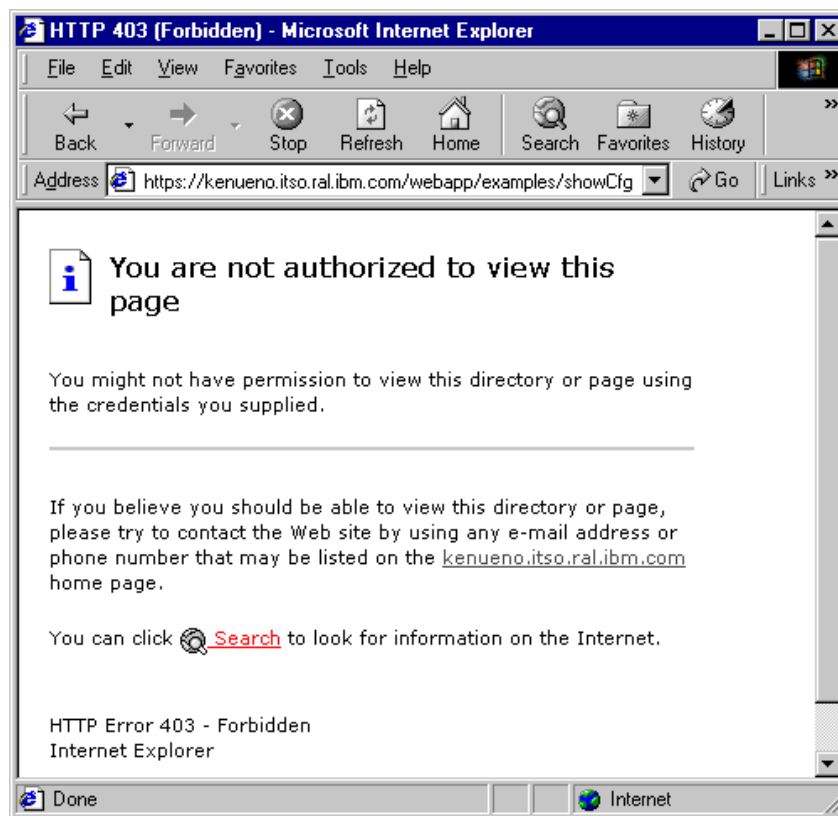 HTTP 403 (Forbidden) - Microsoft Internet Explorer
File Edit View Favorites Tools Help
Back Forward Stop Refresh Home Search Favorites History »
Address https://kenueno.itso.ral.ibm.com/webapp/examples/showCfg Go Links »
You are not authorized to view this
page
You might not have permission to view this directory or page using
the credentials you supplied.
If you believe you should be able to view this directory or page,
please try to contact the Web site by using any e-mail address or
phone number that may be listed on the kenueno.itso.ral.ibm.com
home page.
You can click Search to look for information on the Internet.
HTTP Error 403 - Forbidden
Internet Explorer
Done Internet